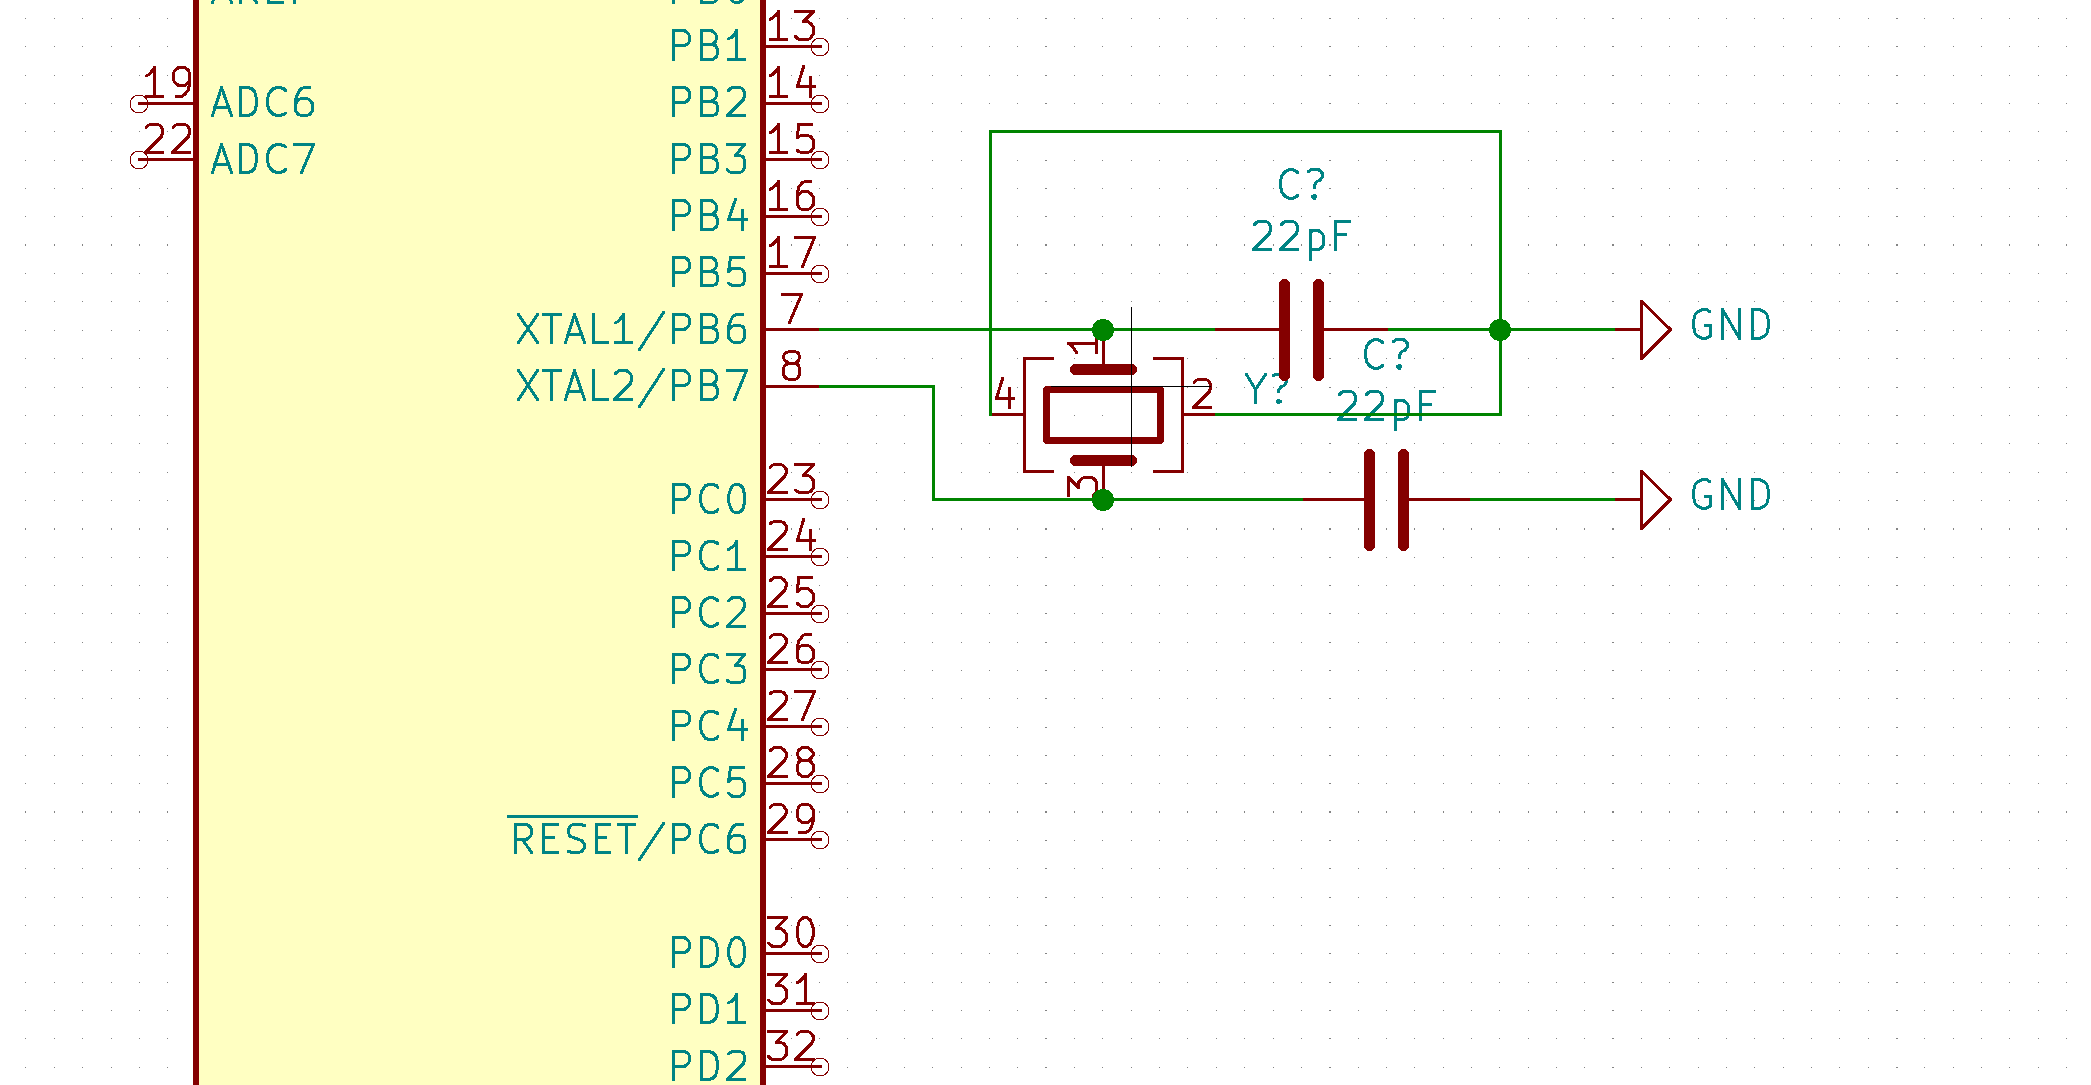 13
PB1
19
ADC6
14
PB2
22
ADC7
15
PB3
16
PB4
17
PB5
C?
22pF
7
XTAL1/PB6
GND
1
8
XTAL2/PB7
4
2
Y?
C?
22pF
3
23
PC0
GND
24
PC1
25
PC2
26
PC3
27
PC4
28
PC5
29
RESET/PC6
30
PD0
31
PD1
32
PD2